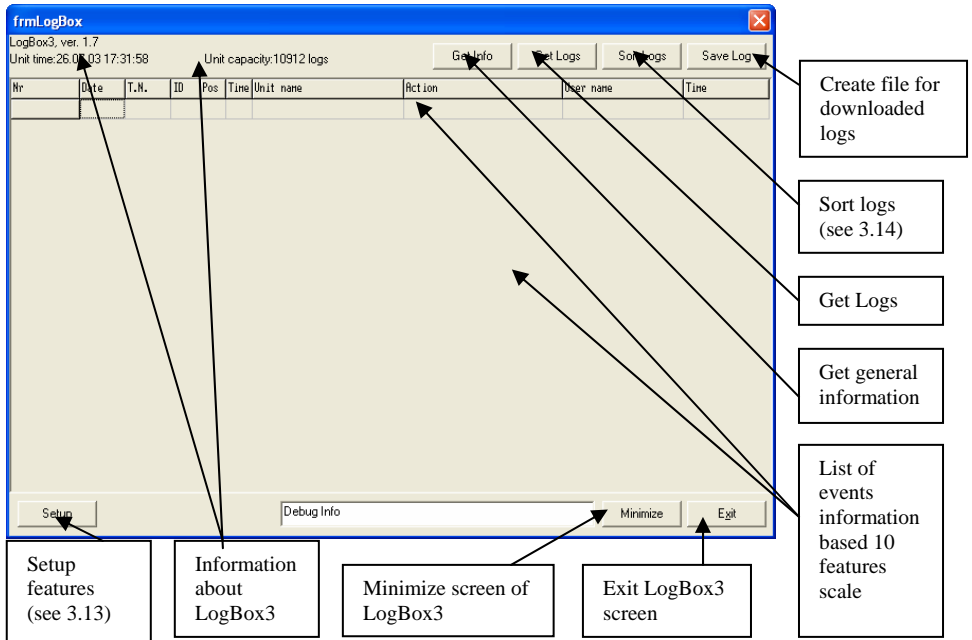 frmLogBox
LogBox3, ver. 1.7
Unit time:26. 03 17:31:58
Unit capacity:10912 logs
Get Info
Get Logs
Sort Logs
Save Log
Nr Date T.N. ID Pos Time Unit name Action User name Time
Create file for
downloaded
logs
Sort logs
(see 3.14)
Get Logs
Get general
information
List of
events
information
based 10
features
scale
Setup
Debug Info
Minimize
Exit
Setup
features
(see 3.13)
Information
about
LogBox3
Minimize screen of
LogBox3
Exit LogBox3
screen